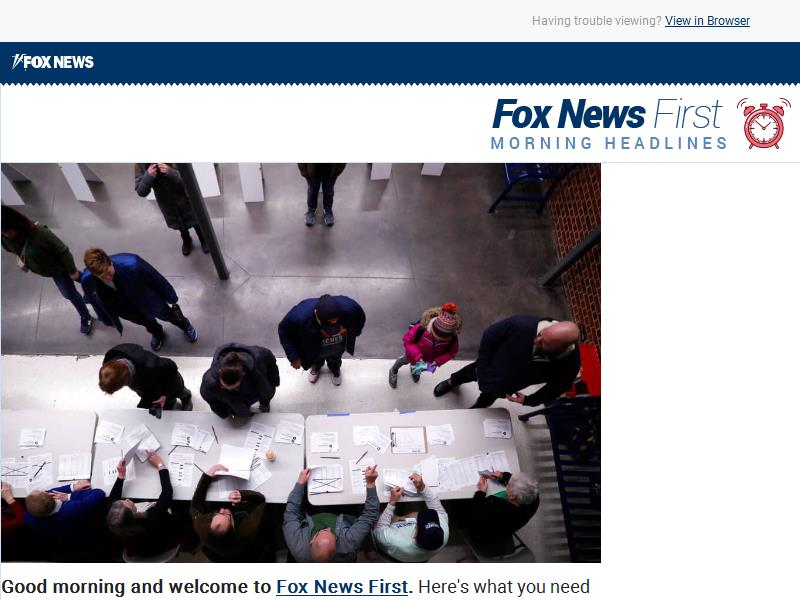 Having trouble viewing? View in Browser
FOX NEWS
Fox News First
MORNING HEADLINES
Good morning and welcome to Fox News First. Here's what you need